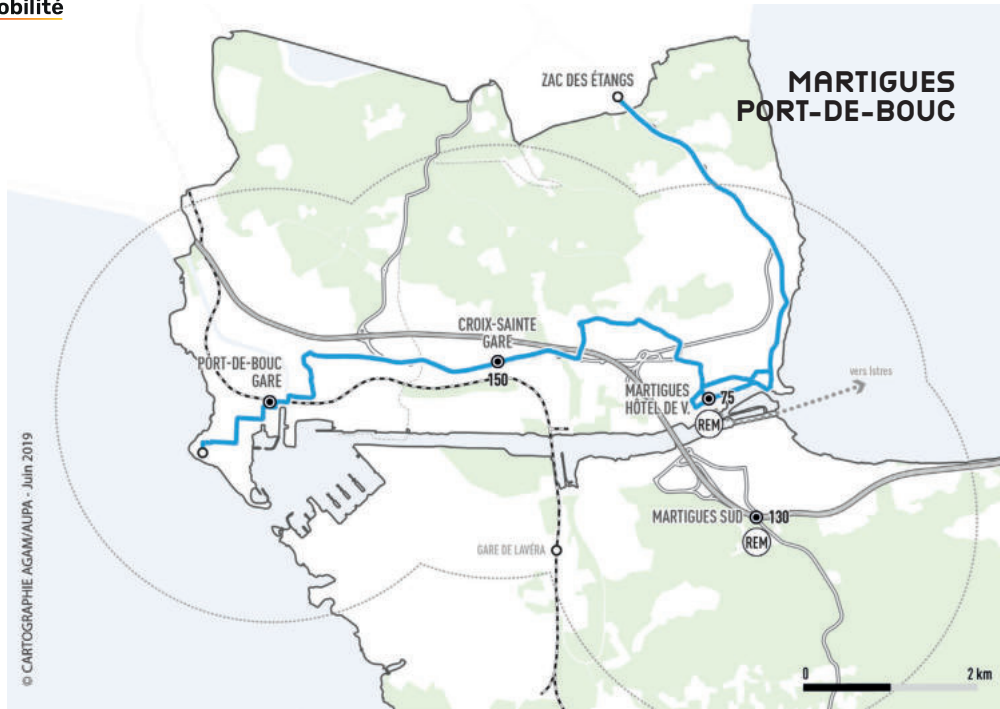 obilité
MARTIGUES
PORT-DE-BOUC
ZAC DES ÉTANGS
CROIX-SAINTE
GARE
150
PORT-DE-BOUC
GARE
MARTIGUES
HÔTEL DE V.
75
REM
vers Istres
MARTIGUES SUD
130
REM
GARE DE LAVÉRA
0
2 km
© CARTOGRAPHIE AGAM/AUPA - Juin 2019